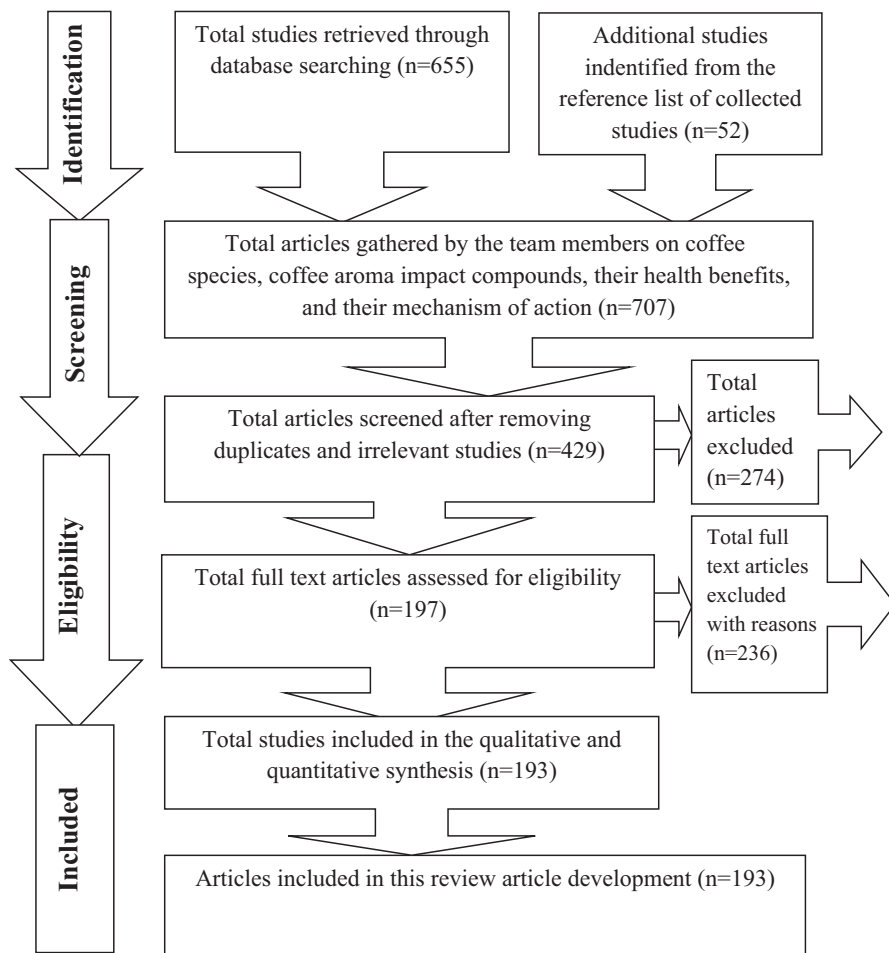 Identification
Total studies retrieved through
database searching (n=655)
Additional studies
indentified from the
reference list of collected
studies (n=52)
Screening
Total articles gathered by the team members on coffee
species, coffee aroma impact compounds, their health benefits,
and their mechanism of action (n=707)
Total articles screened after removing
duplicates and irrelevant studies (n=429)
Total
articles
excluded
(n=274)
Eligibility
Total full text articles assessed for eligibility
(n=197)
Total full
text articles
excluded
with reasons
(n=236)
Included
Total studies included in the qualitative and
quantitative synthesis (n=193)
Articles included in this review article development (n=193)